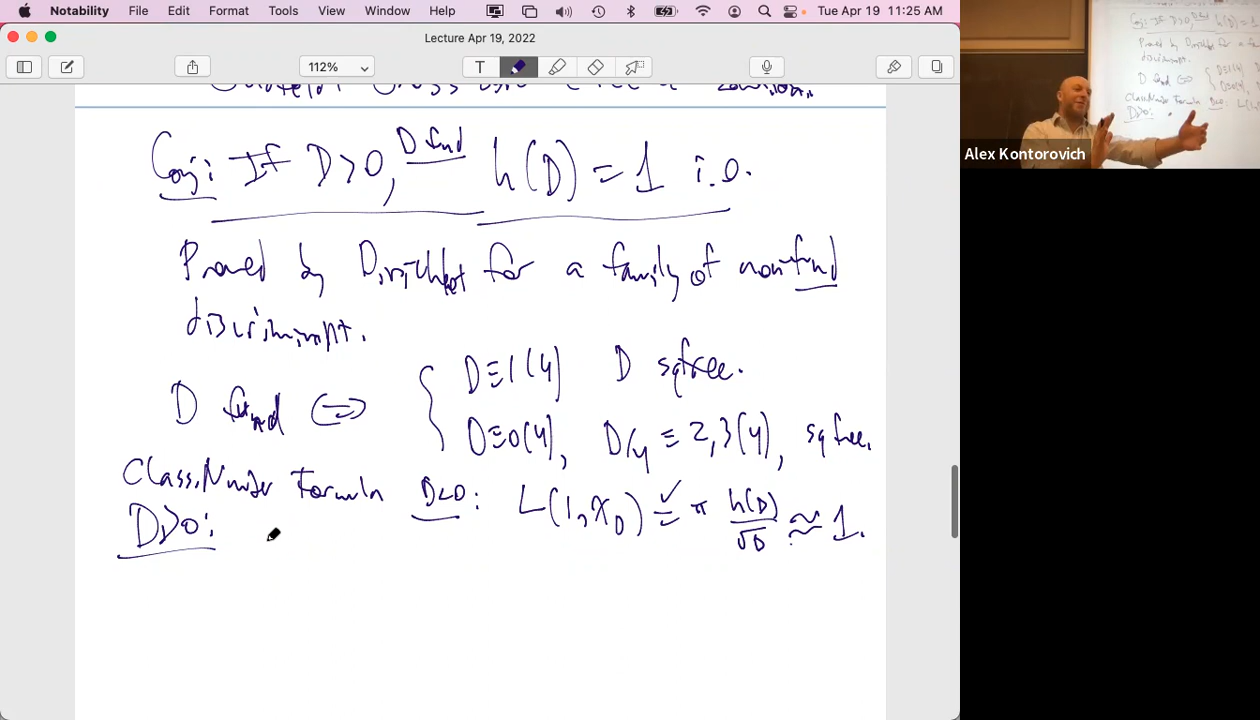 Notability File Edit Format Tools View Window Help Tue Apr 19 11:25 AM
Lecture Apr 19, 2022
112% T
Conj: If D>0, D fnd h(D) = 1 i.o.
Proved by Dirichlet for a family of non-fund
discriminant.
D fund ⇔ { D≡1(4) D sqfree.
D≡0(4), D/4 ≡ 2,3(4), sqfree.
Class Number Formula D<0: L(1,χ_D) = π h(D)/√D ≈ 1.
D>0:
Alex Kontorovich